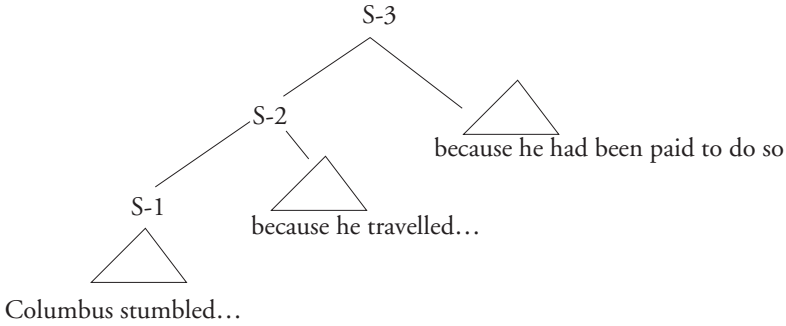 S-3
S-2
because he had been paid to do so
S-1
because he travelled…
Columbus stumbled…